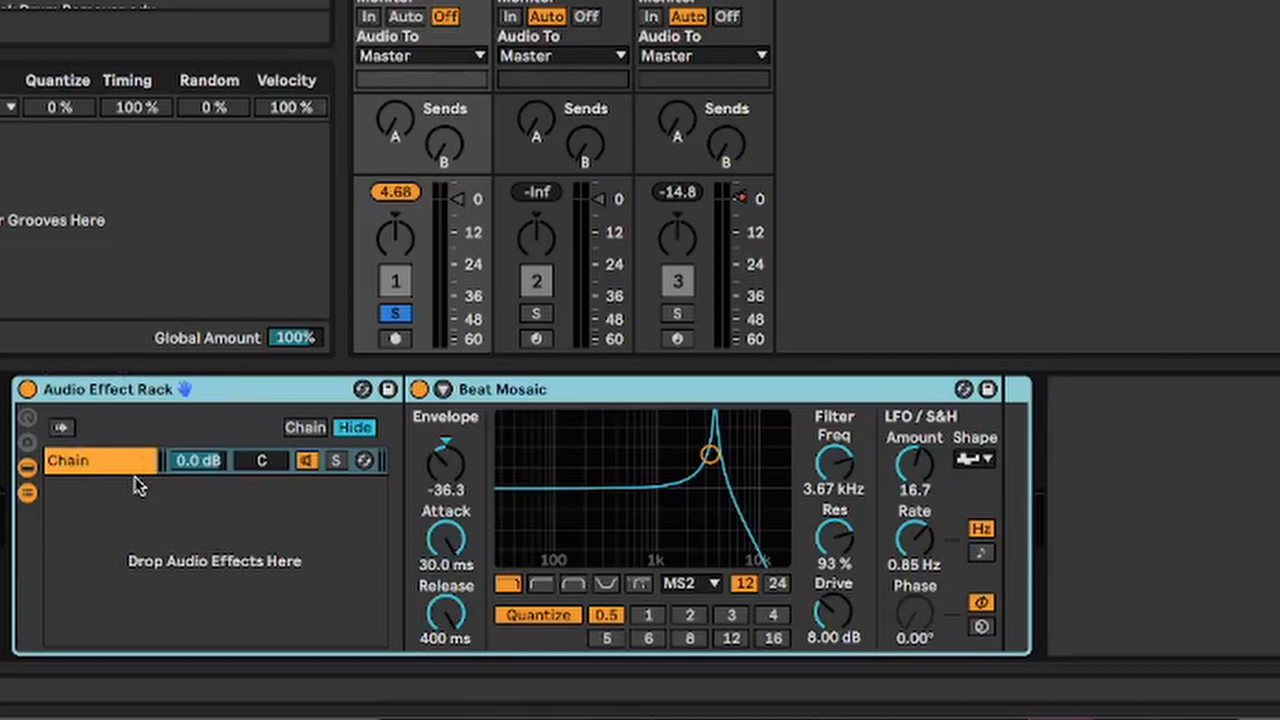 In Auto Off In Auto Off In Auto Off
Audio To Audio To Audio To
Master Master Master
Quantize Timing Random Velocity
0 % 100 % 0 % 100 %
Sends Sends Sends
A A A
B B B
4.68 0 -Inf 0 -14.8 0
12 12 12
r Grooves Here
24 24 24
1 2 3
36 36 36
S 48 S 48 S 48
Global Amount 100%
60 60 60
Audio Effect Rack
Chain Hide
Chain 0.0 dB C S
Drop Audio Effects Here
Beat Mosaic
Envelope
-36.3
Attack
30.0 ms
Release
400 ms
100 1k 10k
MS2 12 24
Quantize 0.5 1 2 3 4
5 6 8 12 16
Filter
Freq
3.67 kHz
Res
93 %
Drive
8.00 dB
LFO / S&H
Amount Shape
16.7
Rate
Hz
0.85 Hz
Phase
0.00°